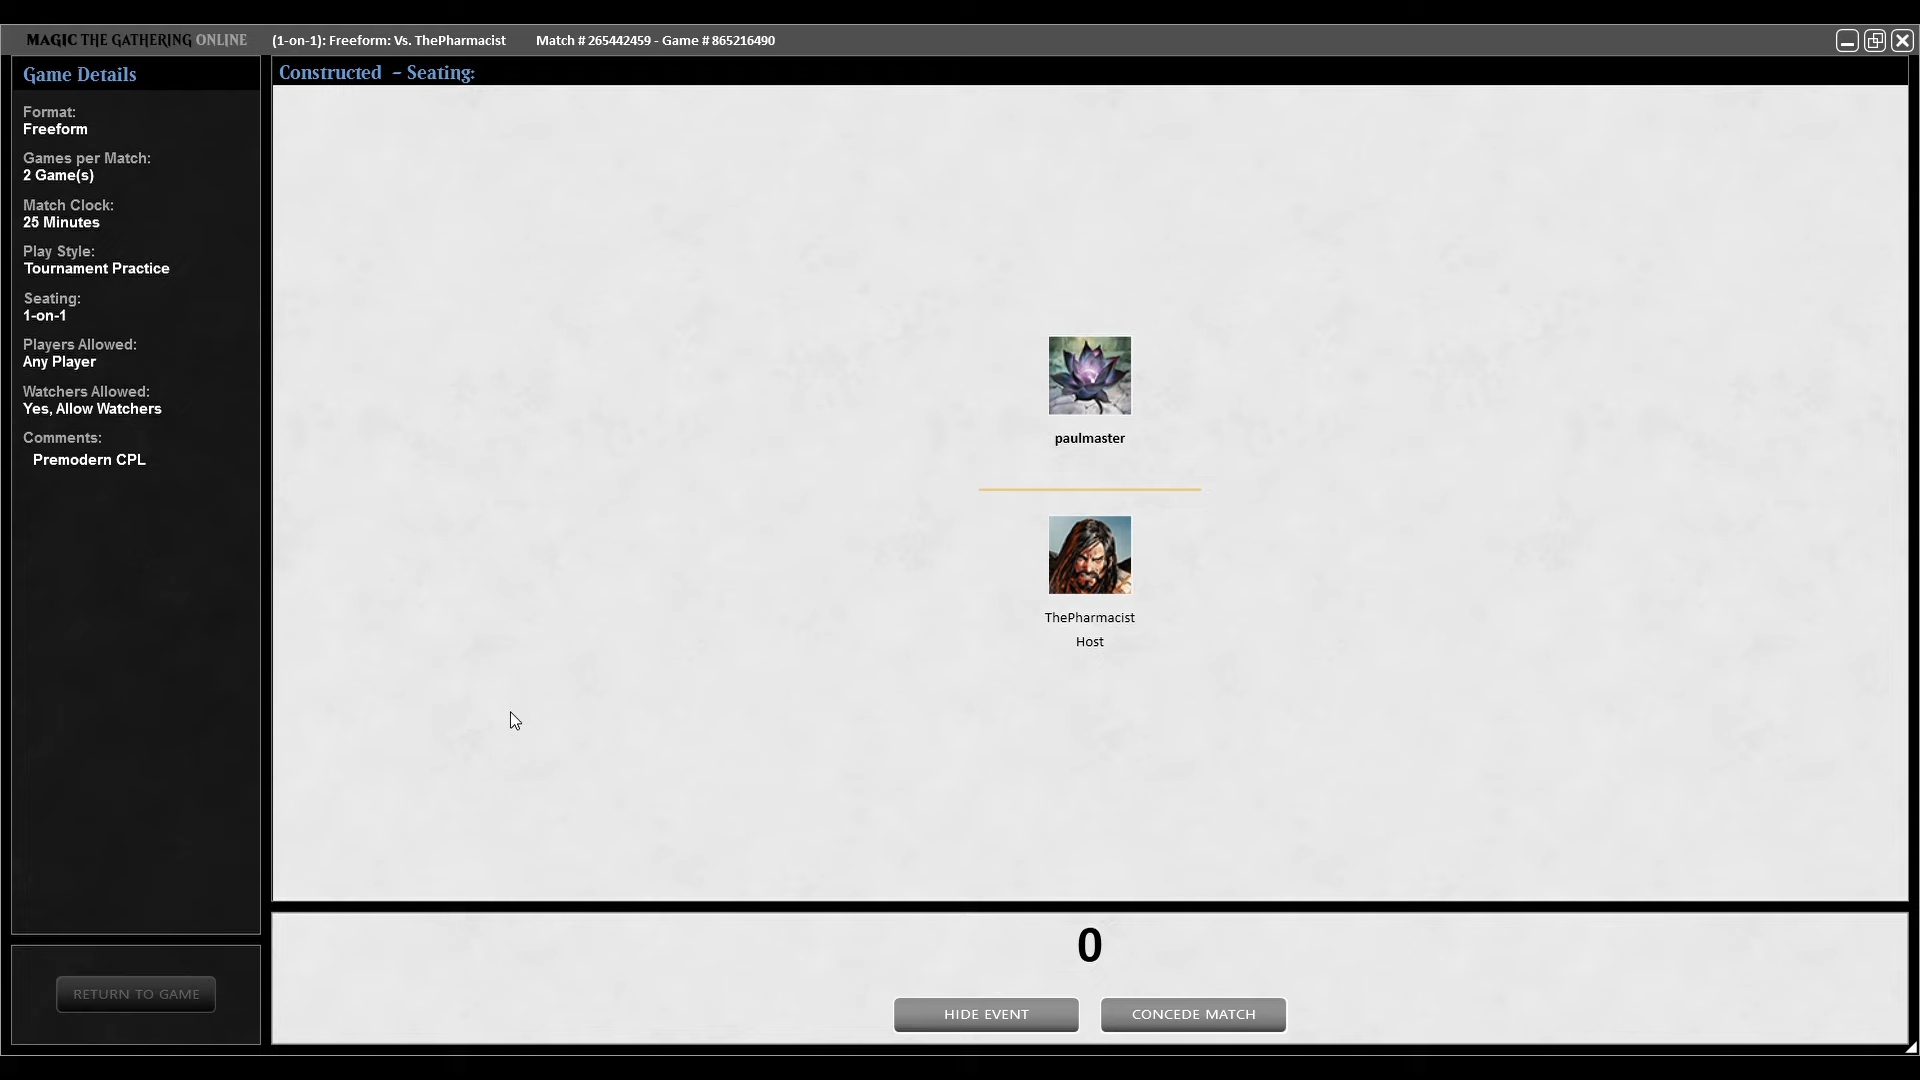 MAGIC THE GATHERING ONLINE
(1-on-1): Freeform: Vs. ThePharmacist
Match # 265442459 - Game # 865216490
Game Details
Format:
Freeform
Games per Match:
2 Game(s)
Match Clock:
25 Minutes
Play Style:
Tournament Practice
Seating:
1-on-1
Players Allowed:
Any Player
Watchers Allowed:
Yes, Allow Watchers
Comments:
Premodern CPL
RETURN TO GAME
Constructed – Seating:
paulmaster
ThePharmacist
Host
0
HIDE EVENT
CONCEDE MATCH